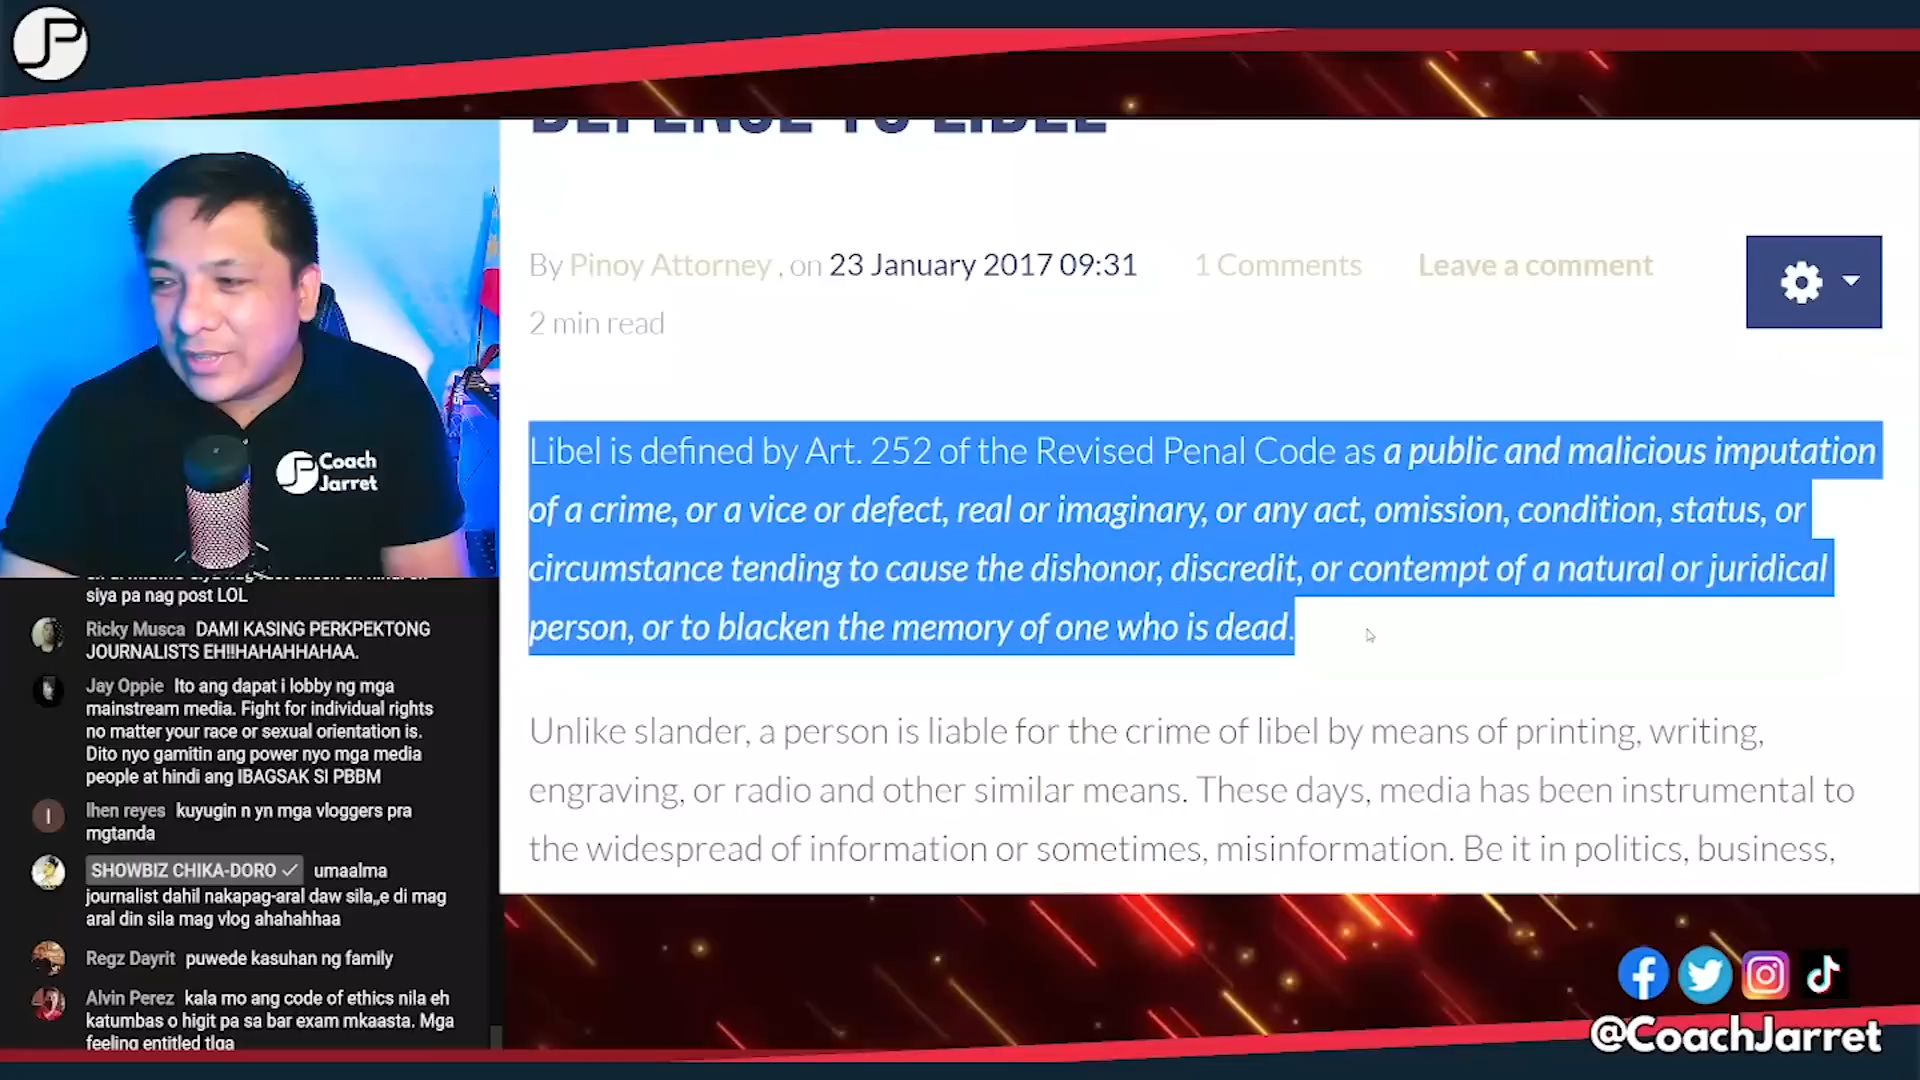 JP
DEFENSE TO LIBEL
By Pinoy Attorney , on 23 January 2017 09:31 1 Comments Leave a comment
2 min read
Libel is defined by Art. 252 of the Revised Penal Code as a public and malicious imputation
of a crime, or a vice or defect, real or imaginary, or any act, omission, condition, status, or
circumstance tending to cause the dishonor, discredit, or contempt of a natural or juridical
person, or to blacken the memory of one who is dead.
Unlike slander, a person is liable for the crime of libel by means of printing, writing,
engraving, or radio and other similar means. These days, media has been instrumental to
the widespread of information or sometimes, misinformation. Be it in politics, business,
Coach
Jarret
siya pa nag post LOL
Ricky Musca DAMI KASING PERKPEKTONG
JOURNALISTS EH!!HAHAHHAHAA.
Jay Oppie Ito ang dapat i lobby ng mga
mainstream media. Fight for individual rights
no matter your race or sexual orientation is.
Dito nyo gamitin ang power nyo mga media
people at hindi ang IBAGSAK SI PBBM
I
lhen reyes kuyugin n yn mga vloggers pra
mgtanda
SHOWBIZ CHIKA-DORO umaalma
journalist dahil nakapag-aral daw sila,,e di mag
aral din sila mag vlog ahahahhaa
Regz Dayrit puwede kasuhan ng family
Alvin Perez kala mo ang code of ethics nila eh
katumbas o higit pa sa bar exam mkaasta. Mga
feeling entitled tlga
@CoachJarret